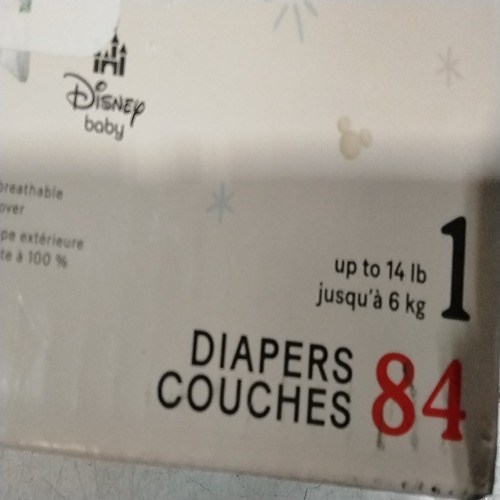 Disney
baby
breathable
over
pe extérieure
te à 100 %
up to 14 lb
jusqu'à 6 kg
1
DIAPERS
COUCHES
84